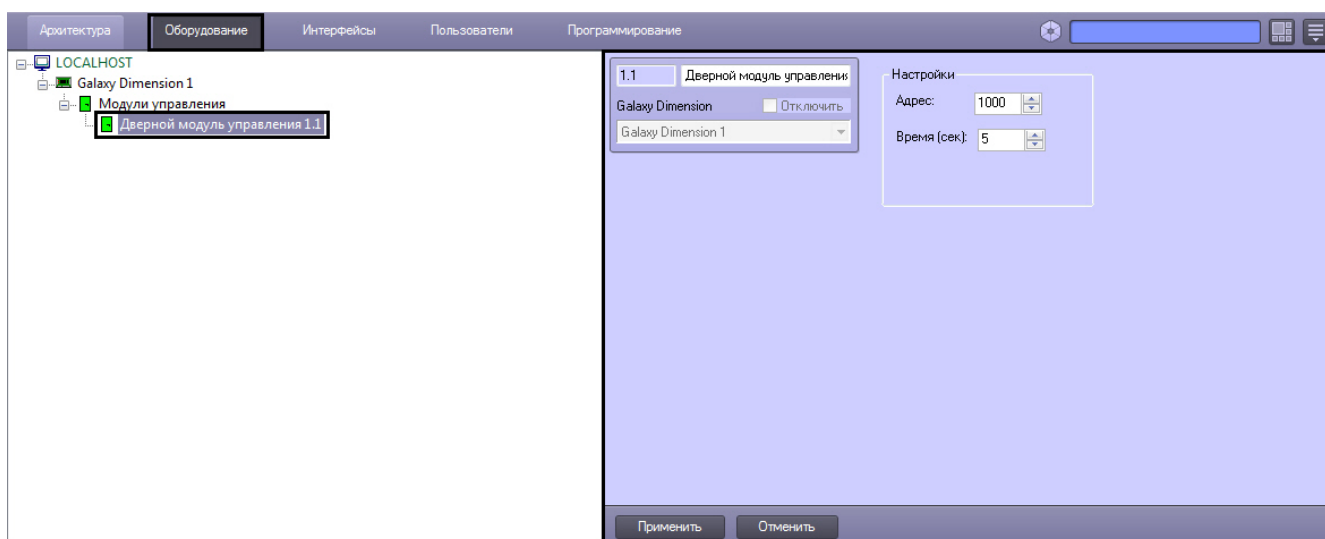 Архитектура Оборудование Интерфейсы Пользователи Программирование
LOCALHOST
Galaxy Dimension 1
Модули управления
Дверной модуль управления 1.1
1.1 Дверной модуль управления
Galaxy Dimension Отключить
Galaxy Dimension 1
Настройки
Адрес: 1000
Время (сек): 5
Применить Отменить